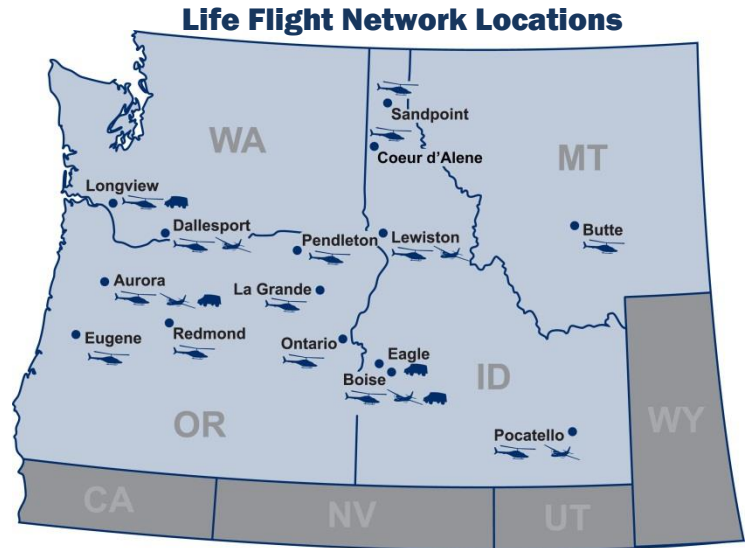 Life Flight Network Locations
Sandpoint
WA
Coeur d'Alene
MT
Longview
Dallesport
Pendleton
Lewiston
Butte
Aurora
La Grande
Eugene
Redmond
Ontario
Eagle
Boise
ID
OR
WY
Pocatello
CA
NV
UT